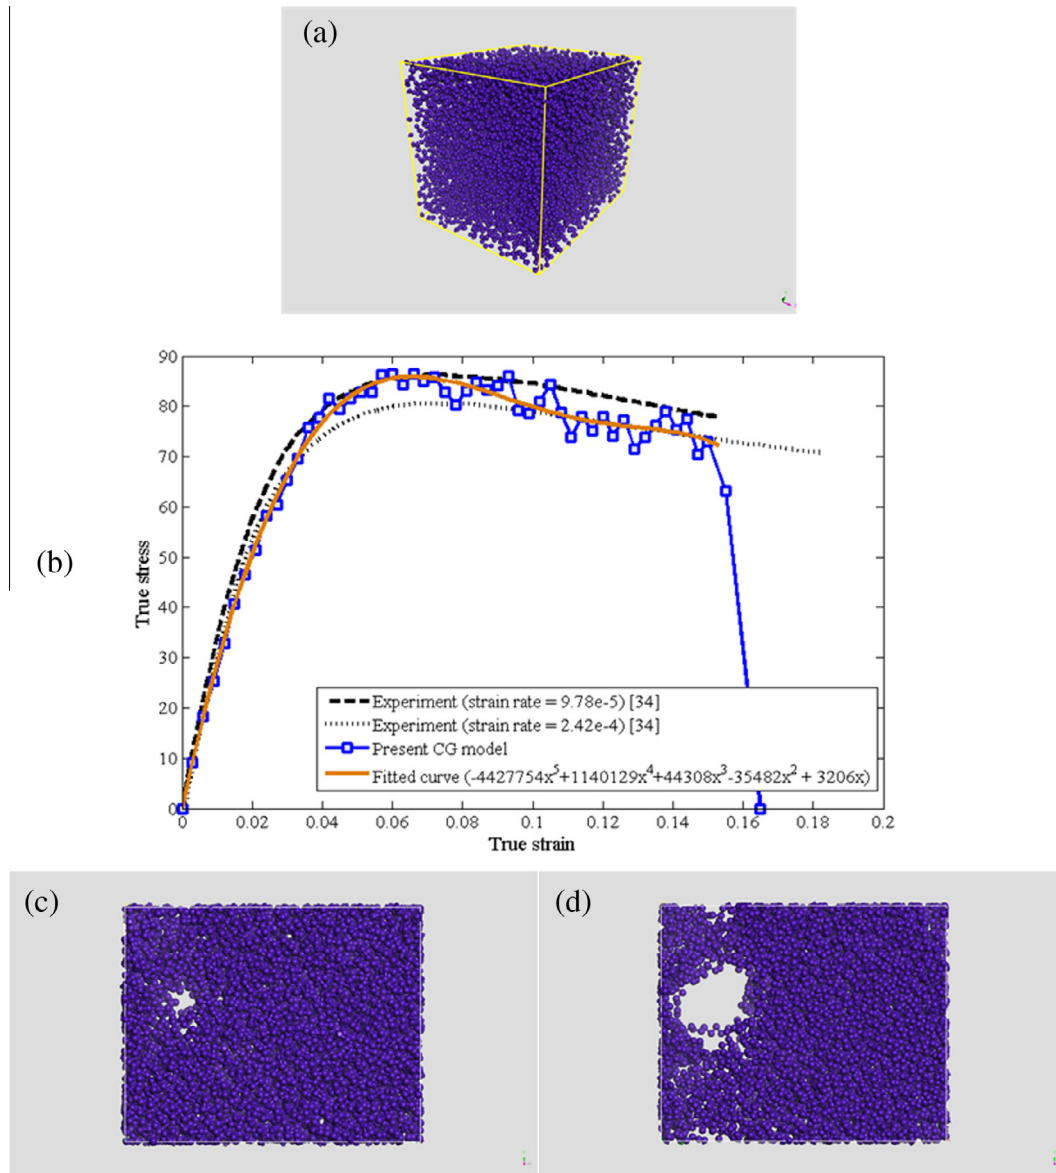 (a)
(b)
90
80
70
60
50
40
30
20
10
0
True stress
Experiment (strain rate = 9.78e-5) [34]
Experiment (strain rate = 2.42e-4) [34]
Present CG model
Fitted curve (-4427754x^5+1140129x^4+44308x^3-35482x^2 + 3206x)
0 0.02 0.04 0.06 0.08 0.1 0.12 0.14 0.16 0.18 0.2
True strain
(c)
(d)